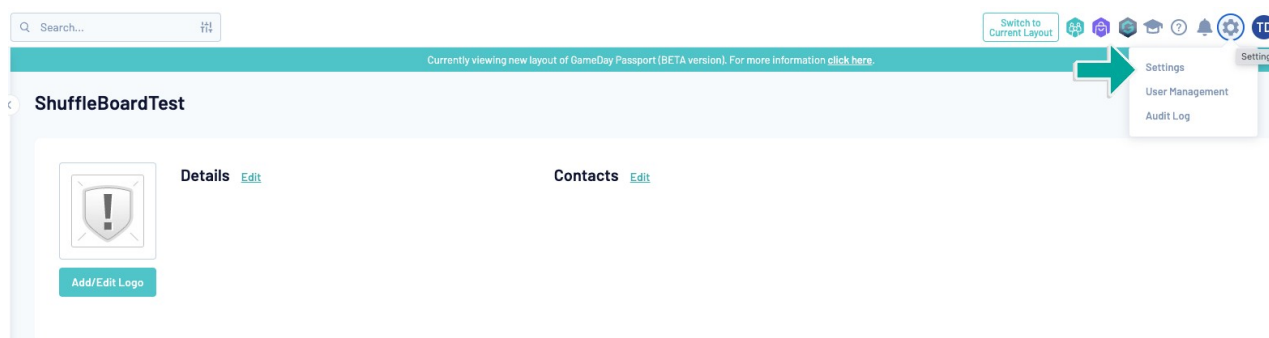 Search...
Switch to
Current Layout
TD
Currently viewing new layout of GameDay Passport (BETA version). For more information click here.
Settings
Setting
User Management
Audit Log
ShuffleBoardTest
Details Edit
Contacts Edit
Add/Edit Logo